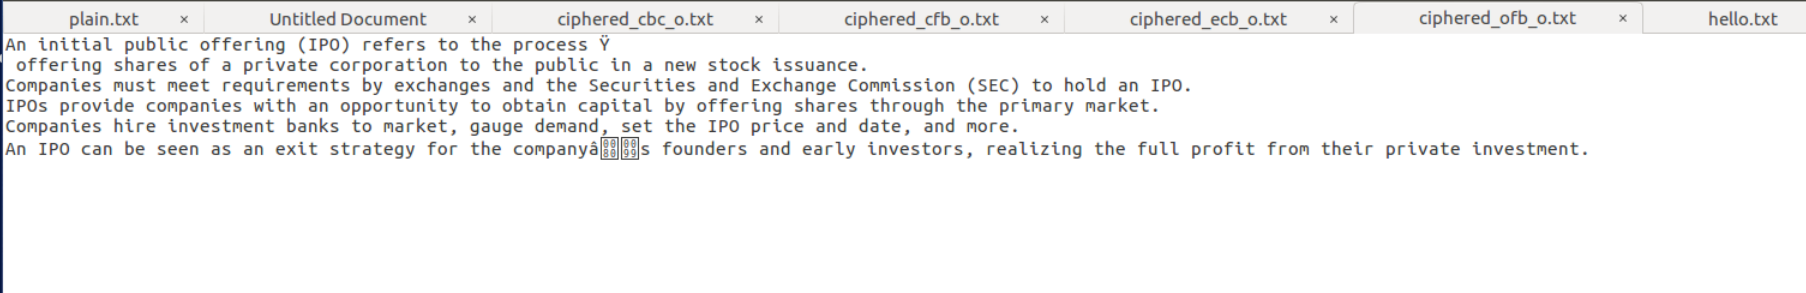 plain.txt × Untitled Document × ciphered_cbc_o.txt × ciphered_cfb_o.txt × ciphered_ecb_o.txt × ciphered_ofb_o.txt × hello.txt
An initial public offering (IPO) refers to the process Ÿ
offering shares of a private corporation to the public in a new stock issuance.
Companies must meet requirements by exchanges and the Securities and Exchange Commission (SEC) to hold an IPO.
IPOs provide companies with an opportunity to obtain capital by offering shares through the primary market.
Companies hire investment banks to market, gauge demand, set the IPO price and date, and more.
An IPO can be seen as an exit strategy for the companyâ0080 0099s founders and early investors, realizing the full profit from their private investment.